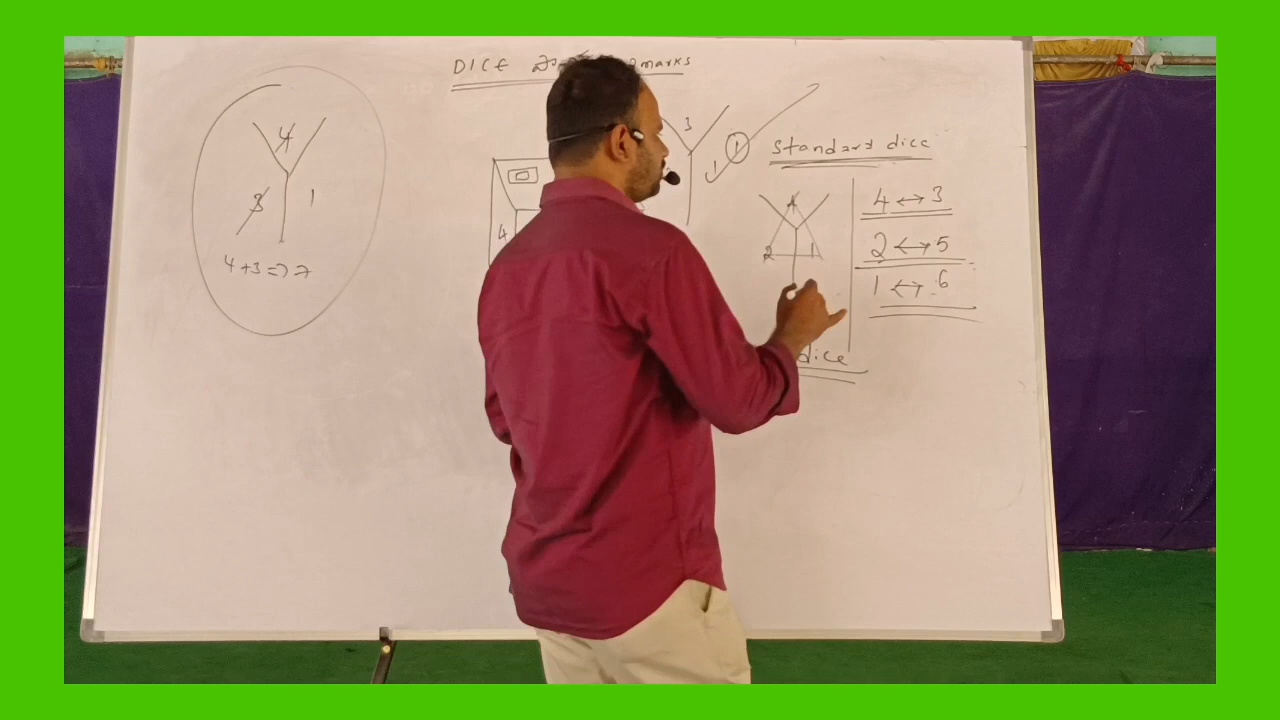 DICE
marks
4
3 1
4+3=>7
3
1
4
standard dice
4
2 1
4 ↔ 3
2 ↔ 5
1 ↔ 6
dice